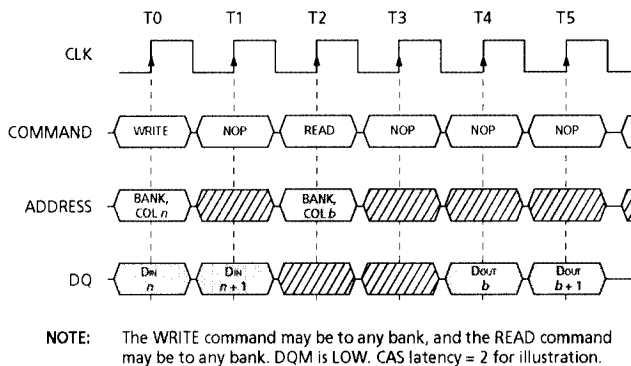 T0 T1 T2 T3 T4 T5
CLK
COMMAND WRITE NOP READ NOP NOP NOP
ADDRESS BANK, COL n BANK, COL b
DQ DIN n DIN n + 1 DOUT b DOUT b + 1
NOTE: The WRITE command may be to any bank, and the READ command
may be to any bank. DQM is LOW. CAS latency = 2 for illustration.